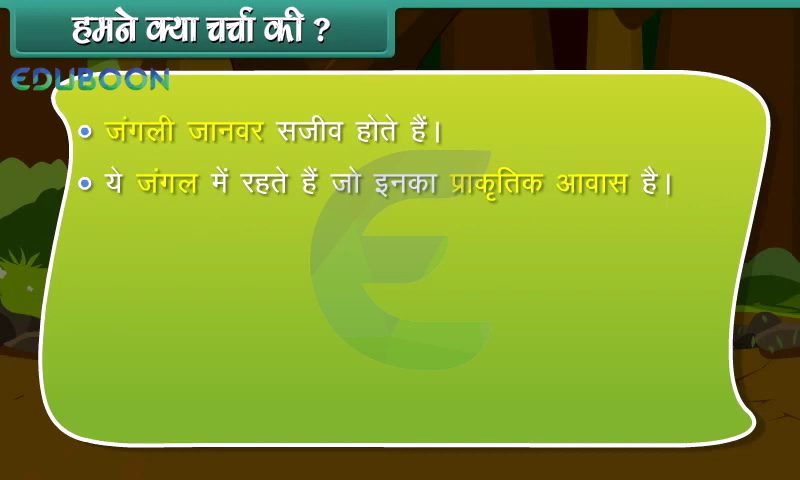 हमने क्या चर्चा की ?
EDUBOON
जंगली जानवर सजीव होते हैं।
ये जंगल में रहते हैं जो इनका प्राकृतिक आवास है।